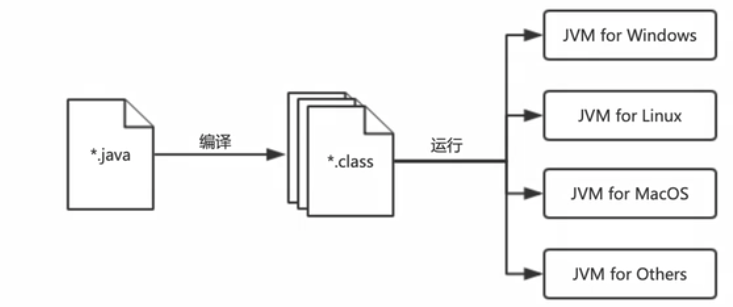 *.java
编译
*.class
运行
JVM for Windows
JVM for Linux
JVM for MacOS
JVM for Others